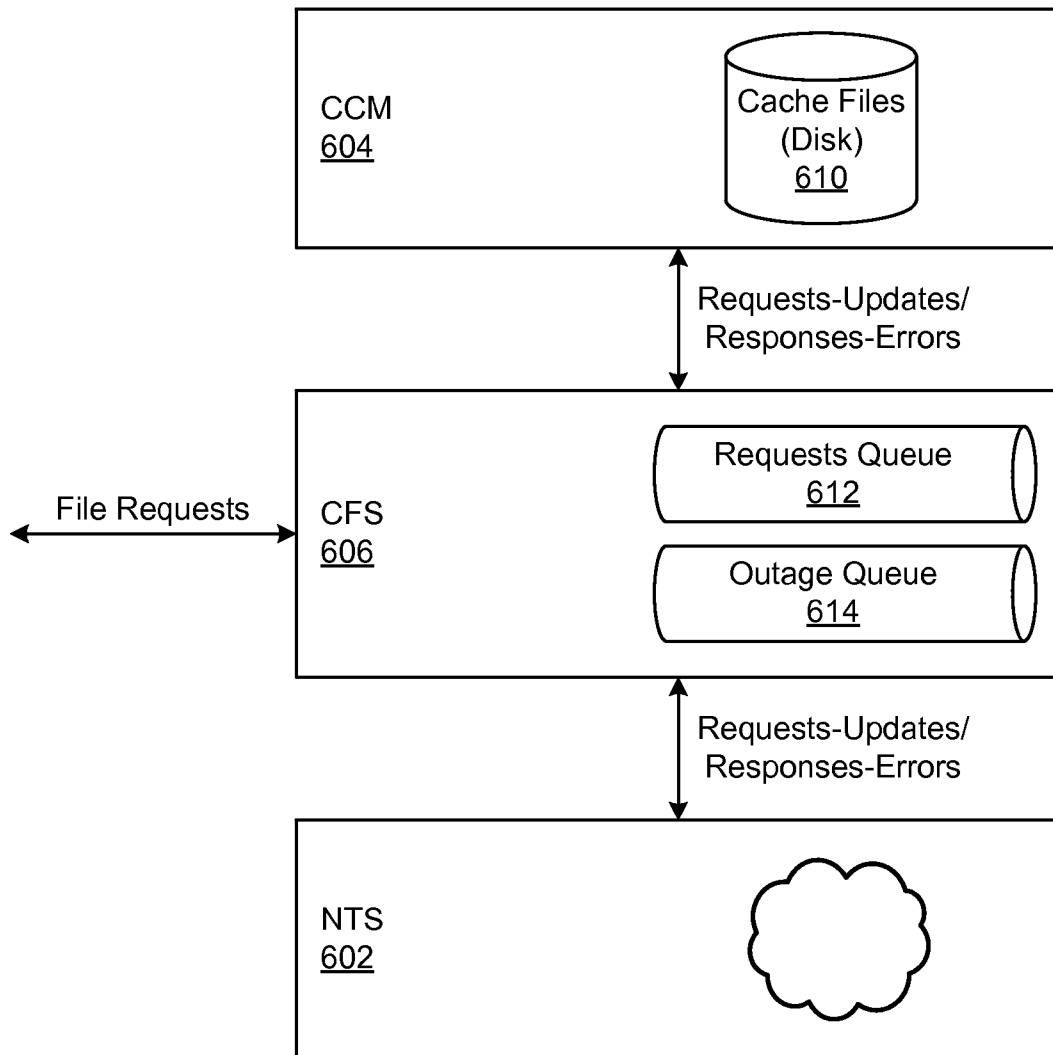 CCM
604
Cache Files
(Disk)
610
Requests-Updates/
Responses-Errors
File Requests
CFS
606
Requests Queue
612
Outage Queue
614
Requests-Updates/
Responses-Errors
NTS
602